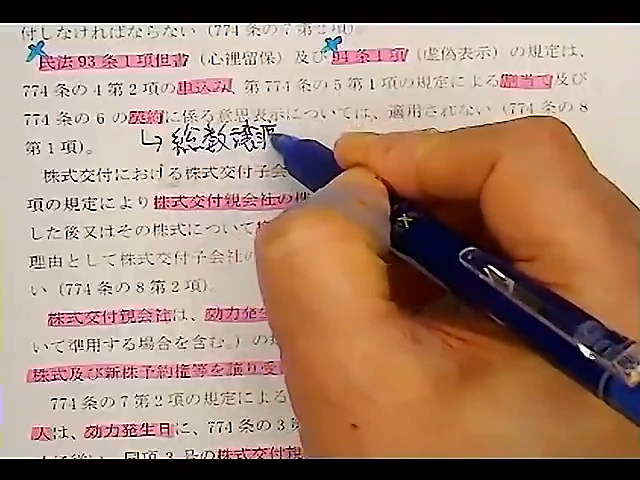 付しなければならない（774条の7第2項）。
民法93条1項但書（心裡留保）及び94条1項（虚偽表示）の規定は、
774条の4第2項の申込み、第774条の5第1項の規定による割当て及び
774条の6の契約に係る意思表示については、適用されない（774条の8
第1項）。 ↳総数譲
株式交付における株式交付子会
項の規定により株式交付親会社の株
した後又はその株式について
理由として株式交付子会社の
い（774条の8第2項）。
株式交付親会社は、効力発生
いて準用する場合を含む。）の
株式及び新株予約権等を譲り受
774条の7第2項の規定による
人は、効力発生日に、774条の3第
同項3号の株式交付親